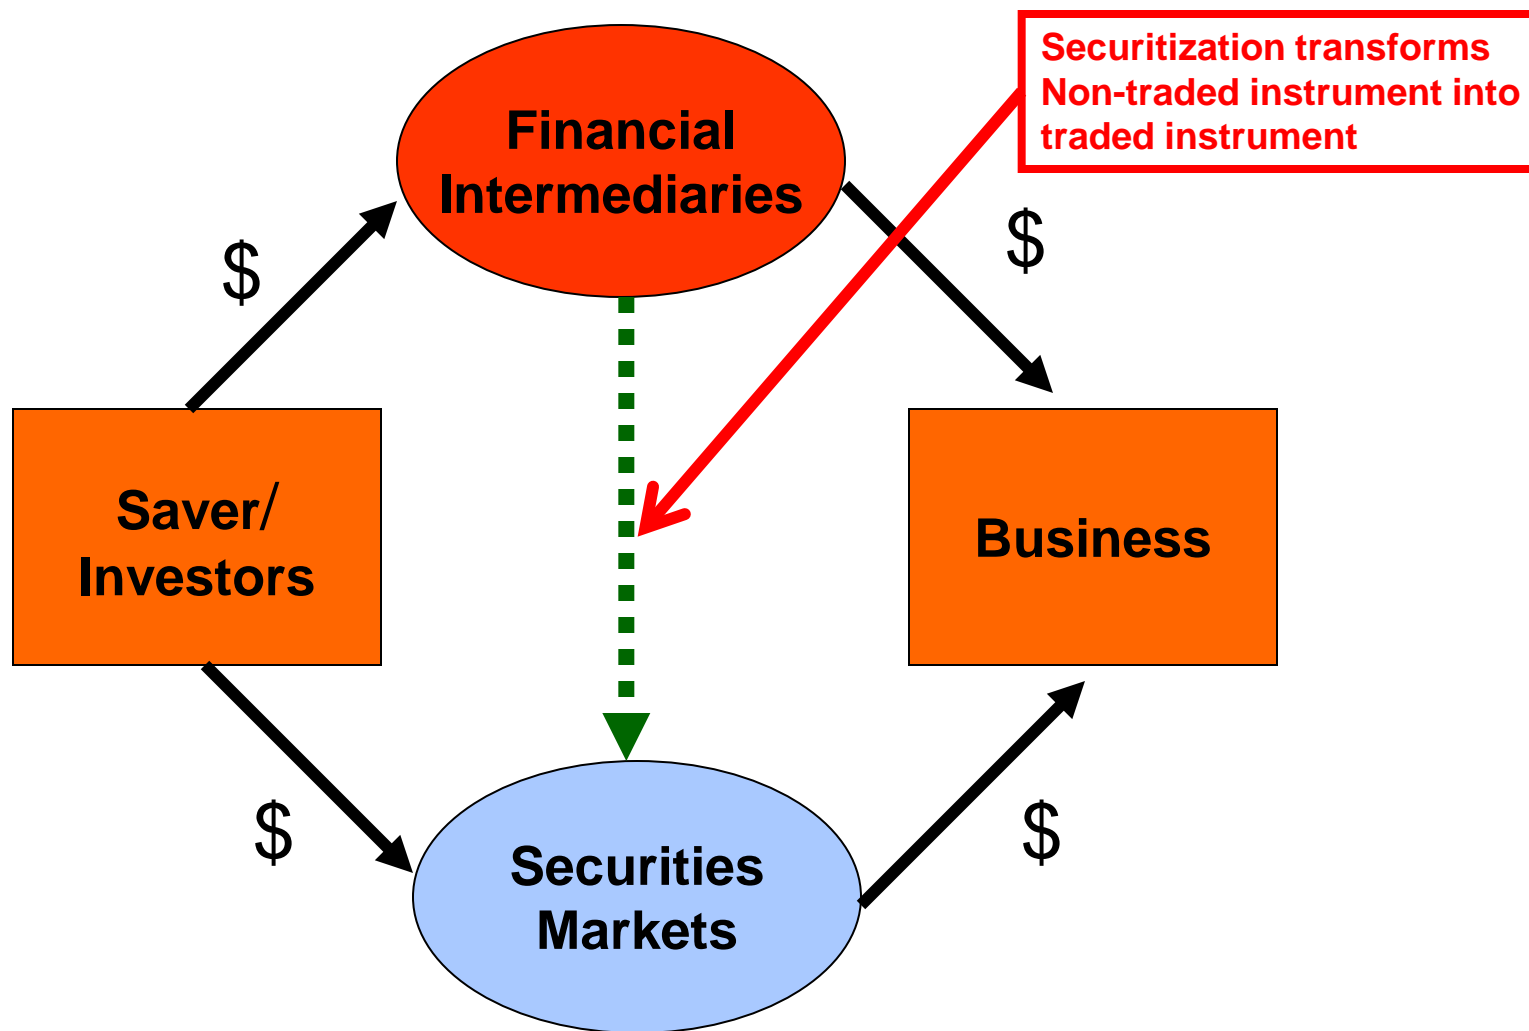 Securitization transforms
Non-traded instrument into
traded instrument
Financial
Intermediaries
$
$
Saver/
Investors
Business
$
$
Securities
Markets